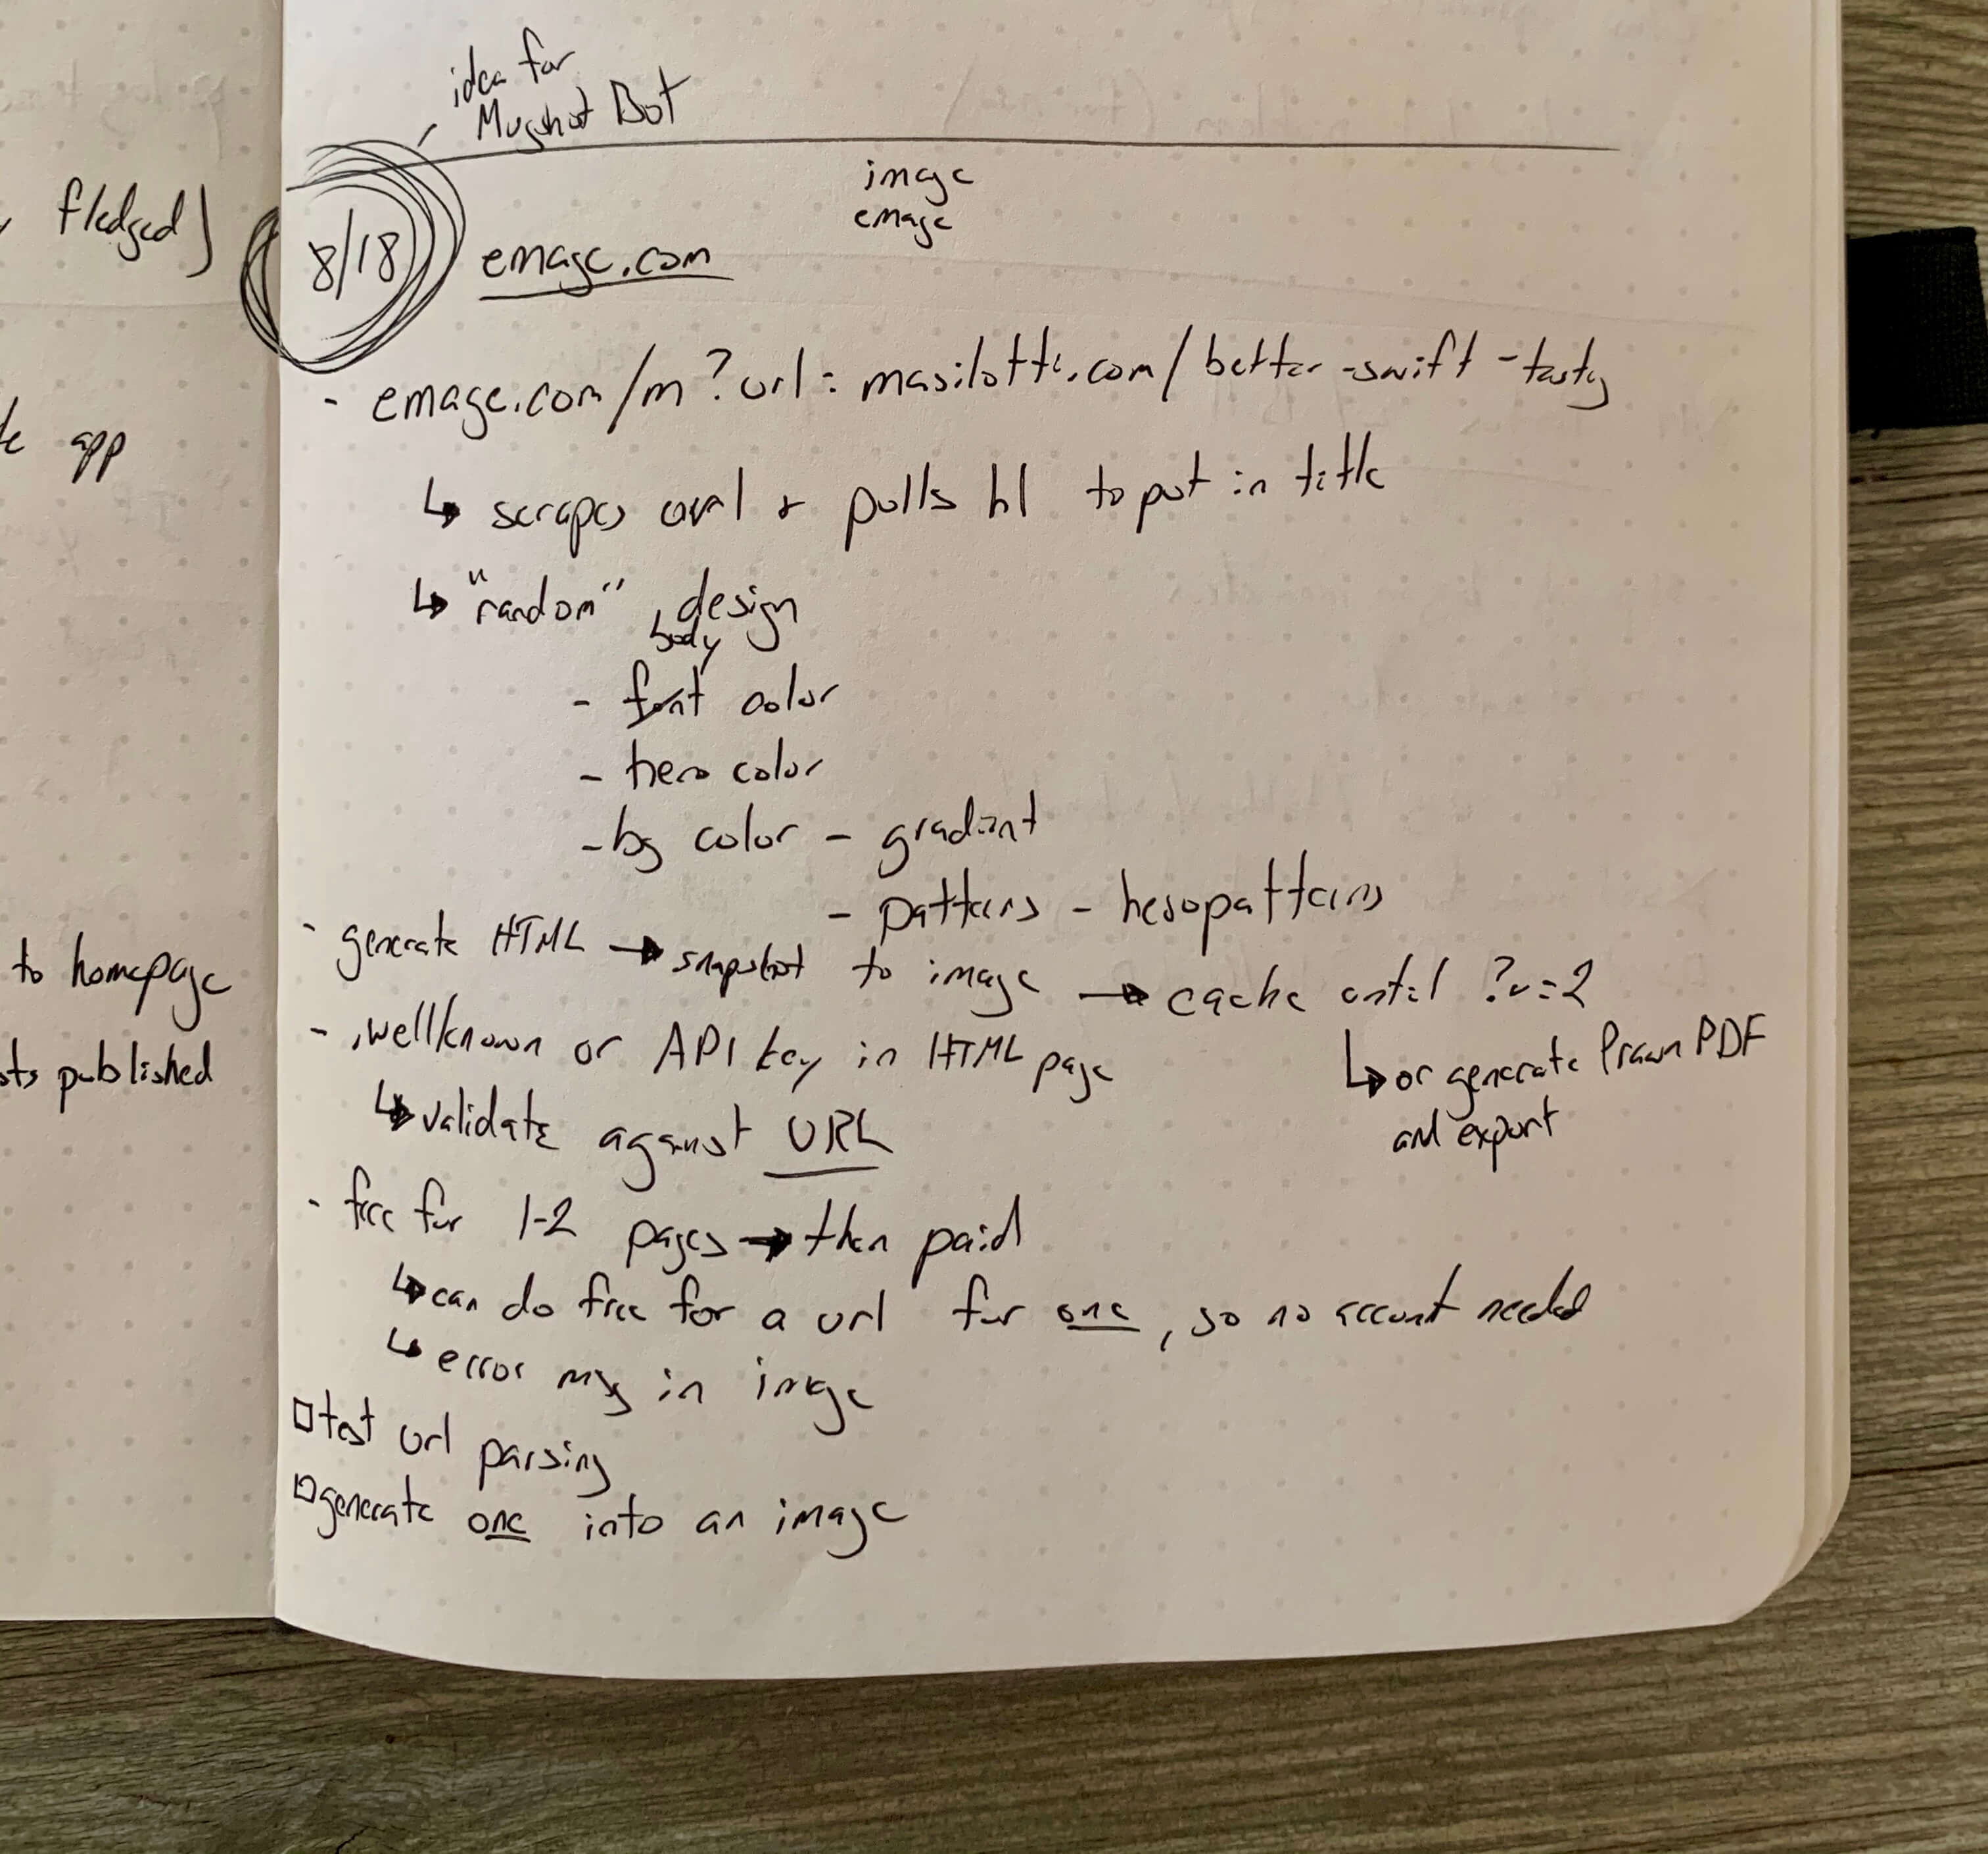 idea for
Mugshot Bot
image
emage
8/18 emage.com
- emage.com/m?url=masilotti.com/better-swift-
↳ scrapes url + pulls h1 to put in title
↳ "random" design
body
- font color
- hero color
- bg color - gradient
- patterns - heropatterns
- generate HTML → snapshot to image → cache until ?v=2
↳ or generate Prawn PDF
and export
- .wellknown or API key in HTML page
↳ validate against URL
- free for 1-2 pages → then paid
↳ can do free for a url for one, so no account needed
↳ error msg in image
□ test url parsing
□ generate one into an image
fledged)
app
to homepage
published